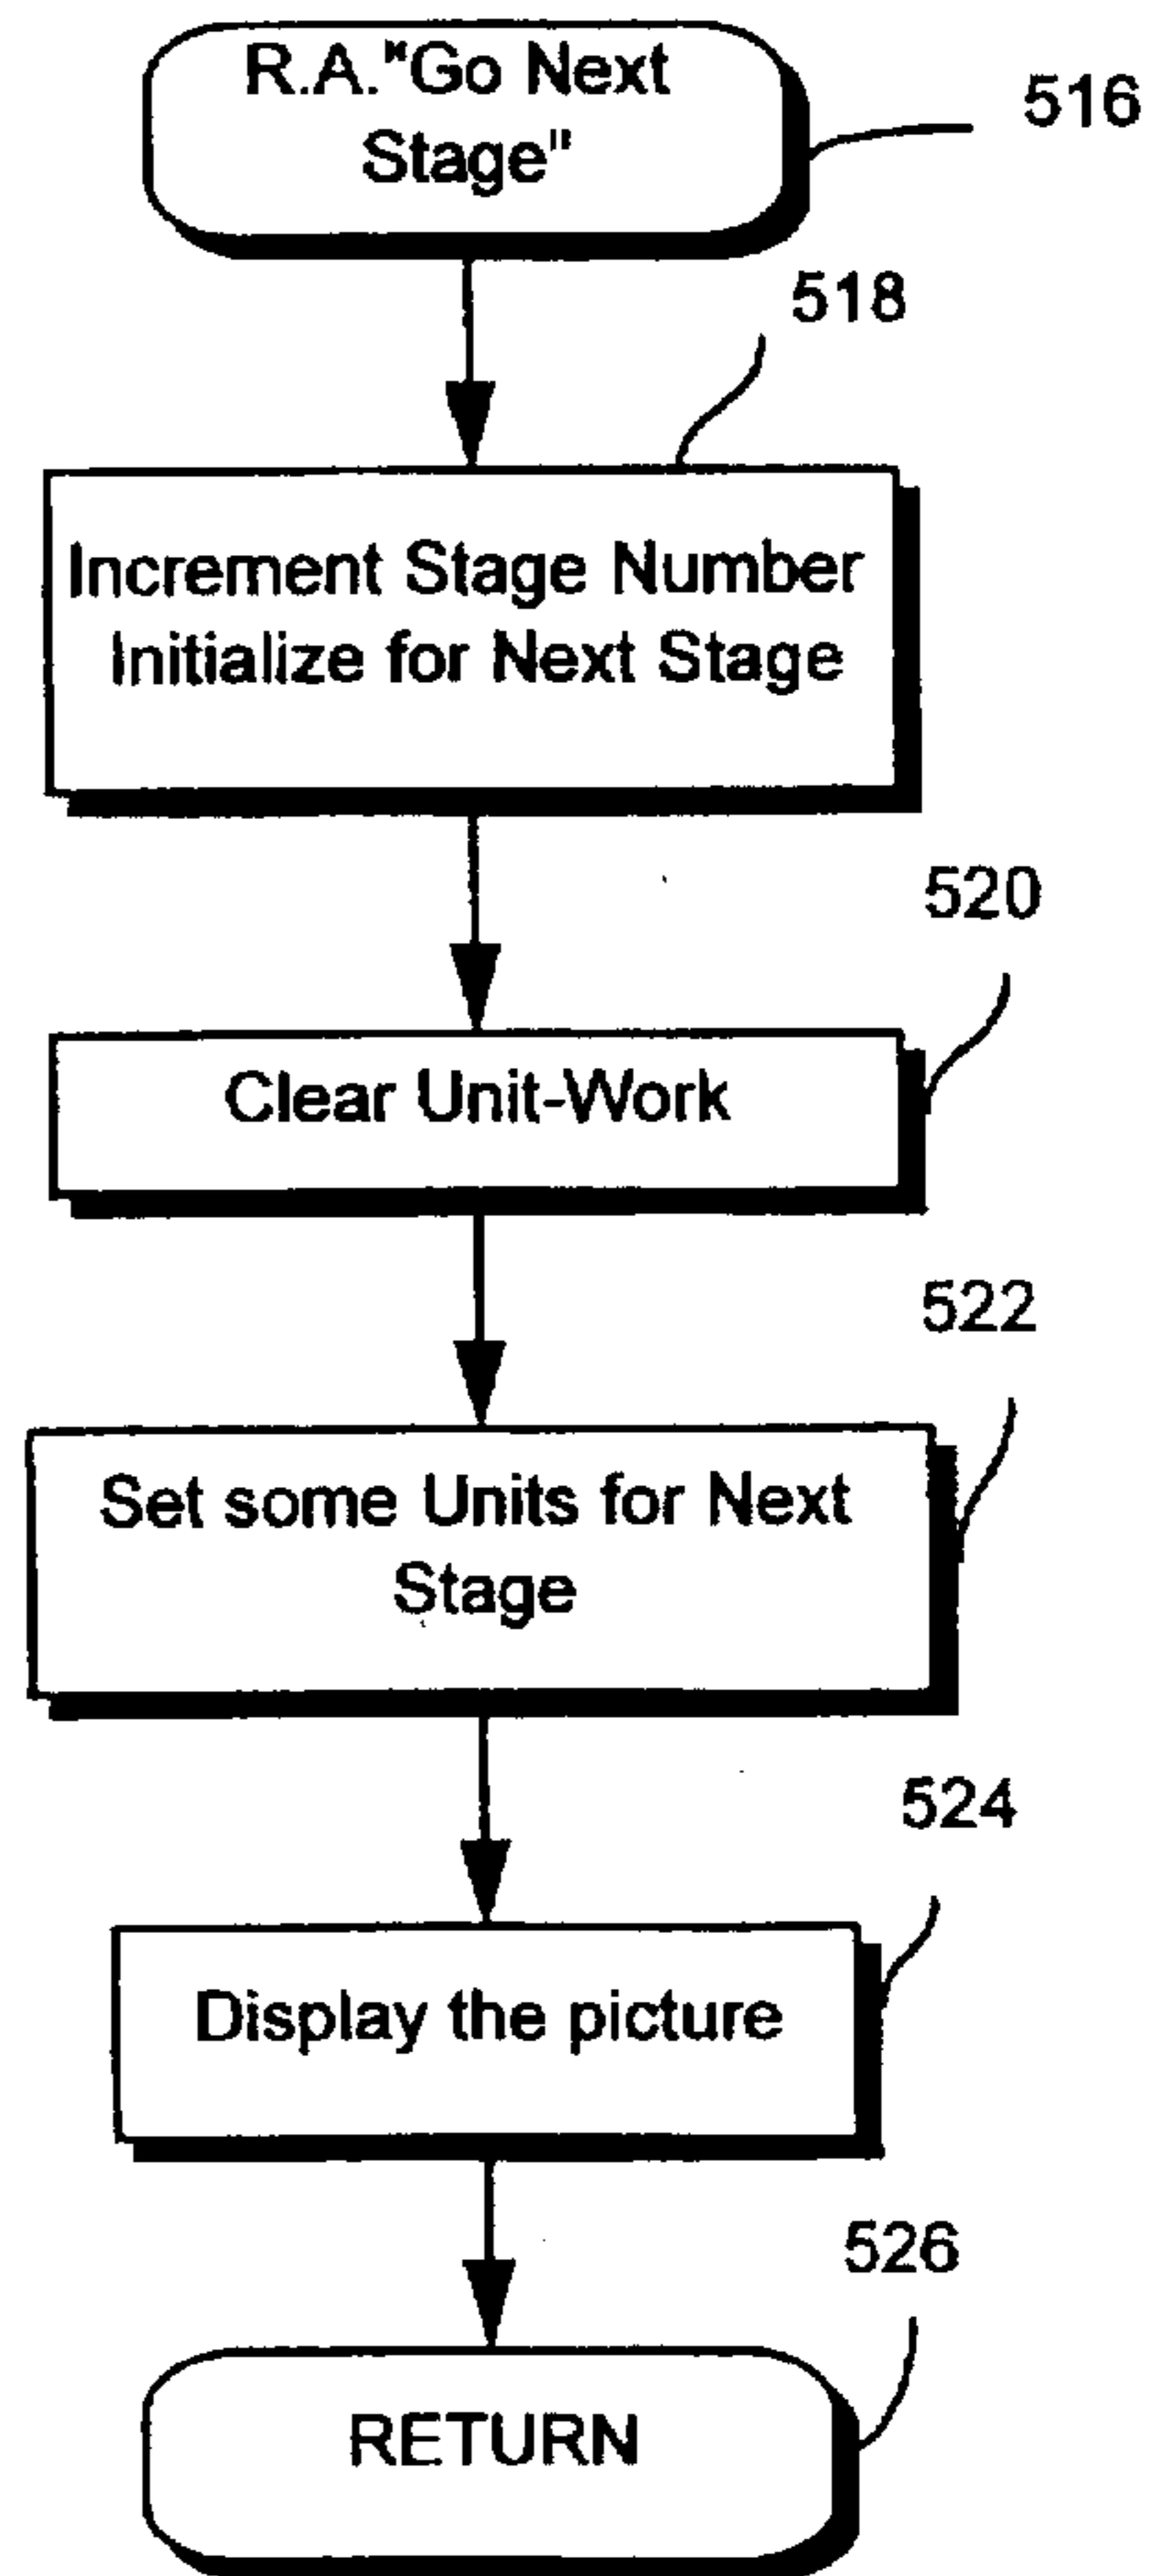 R.A."Go Next
Stage"
516
518
Increment Stage Number
Initialize for Next Stage
520
Clear Unit-Work
522
Set some Units for Next
Stage
524
Display the picture
526
RETURN